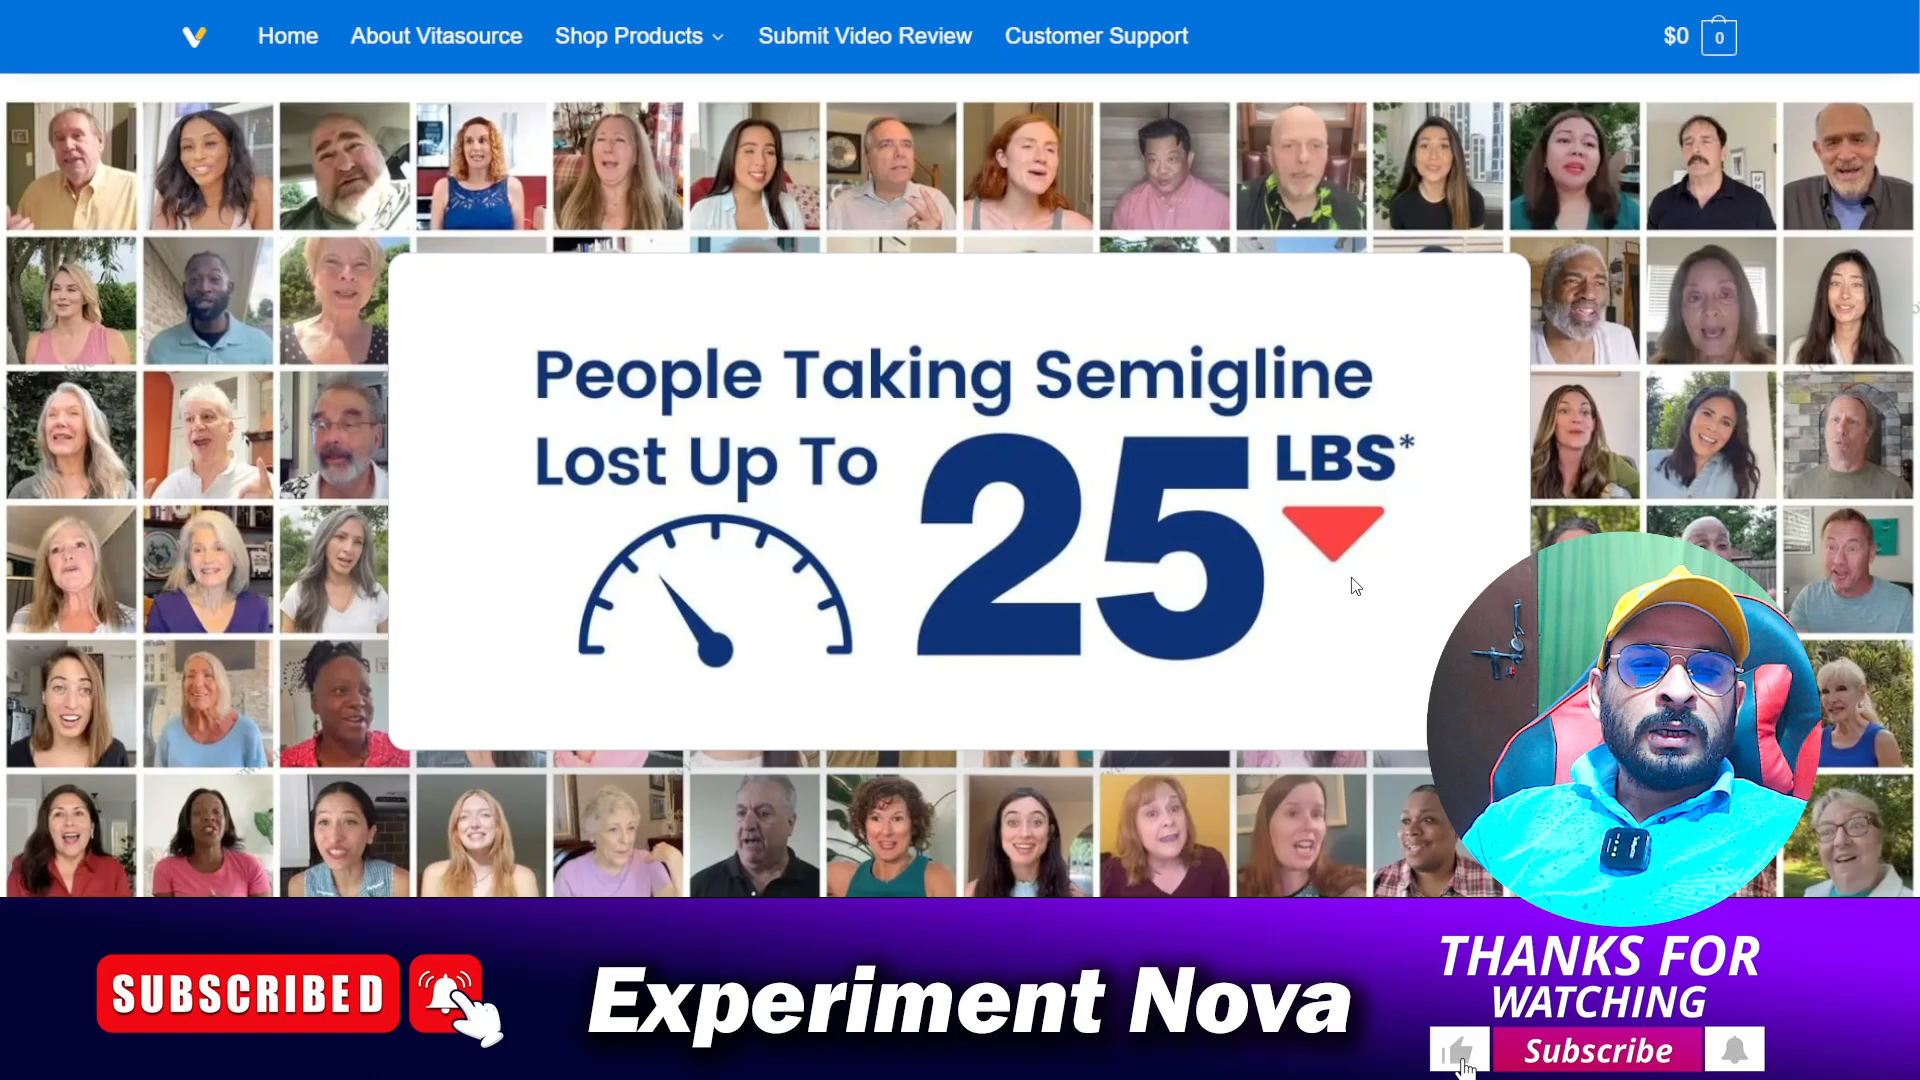 Home About Vitasource Shop Products Submit Video Review Customer Support $0 0
People Taking Semigline
Lost Up To 25 LBS*
SUBSCRIBED
Experiment Nova
THANKS FOR
WATCHING
Subscribe